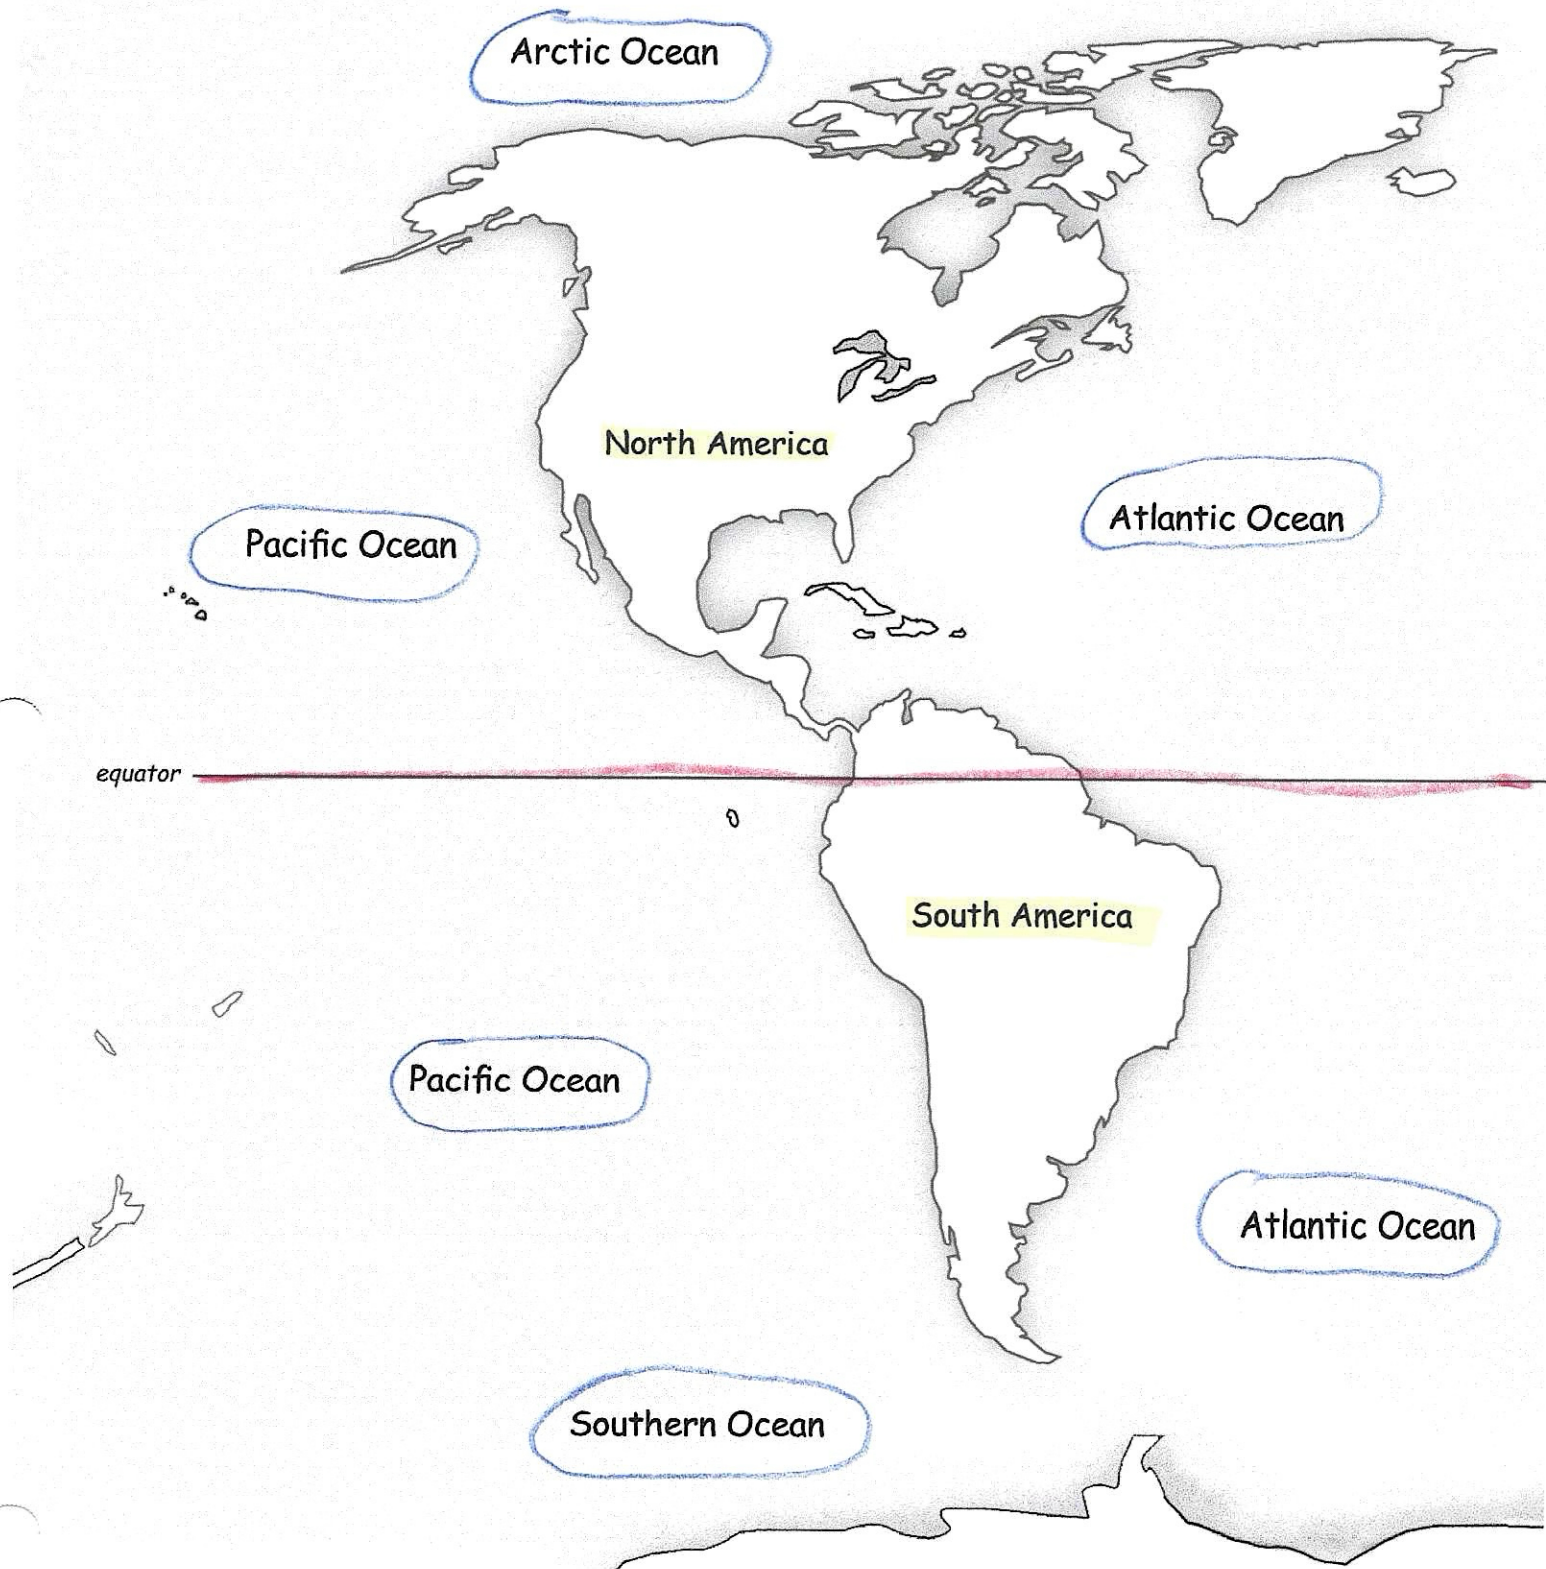 Arctic Ocean
North America
Pacific Ocean
Atlantic Ocean
equator
South America
Pacific Ocean
Atlantic Ocean
Southern Ocean